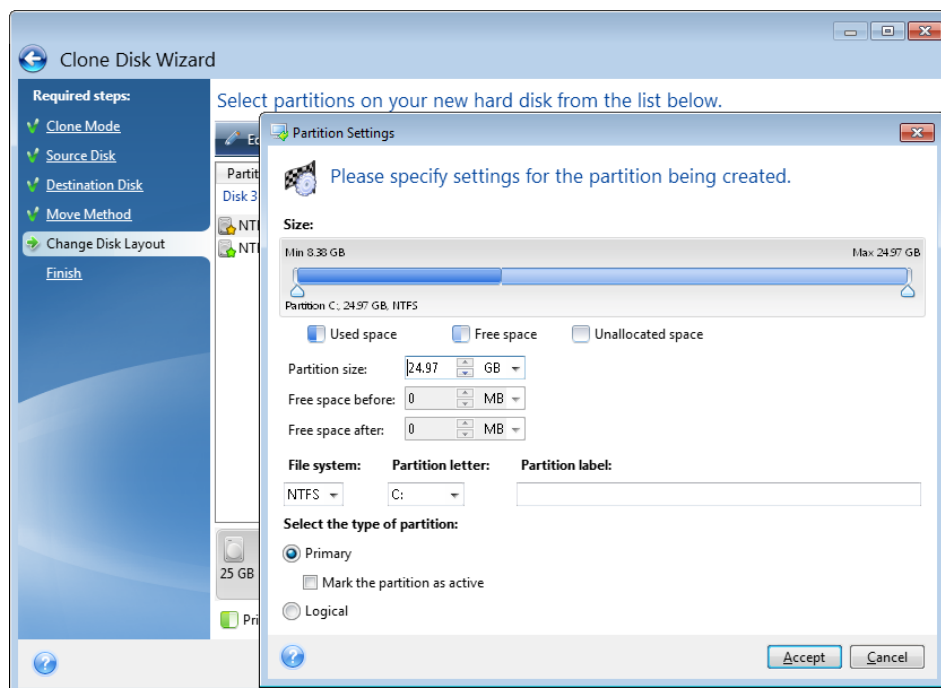 Clone Disk Wizard
Required steps:
Clone Mode
Source Disk
Destination Disk
Move Method
Change Disk Layout
Finish
Select partitions on your new hard disk from the list below.
Disk 3
25 GB
Partition Settings
Please specify settings for the partition being created.
Size:
Min 8.38 GB Max 24.97 GB
Partition C:, 24.97 GB, NTFS
Used space Free space Unallocated space
Partition size: 24.97 GB
Free space before: 0 MB
Free space after: 0 MB
File system: Partition letter: Partition label:
NTFS C:
Select the type of partition:
Primary
Mark the partition as active
Logical
? ? Accept Cancel